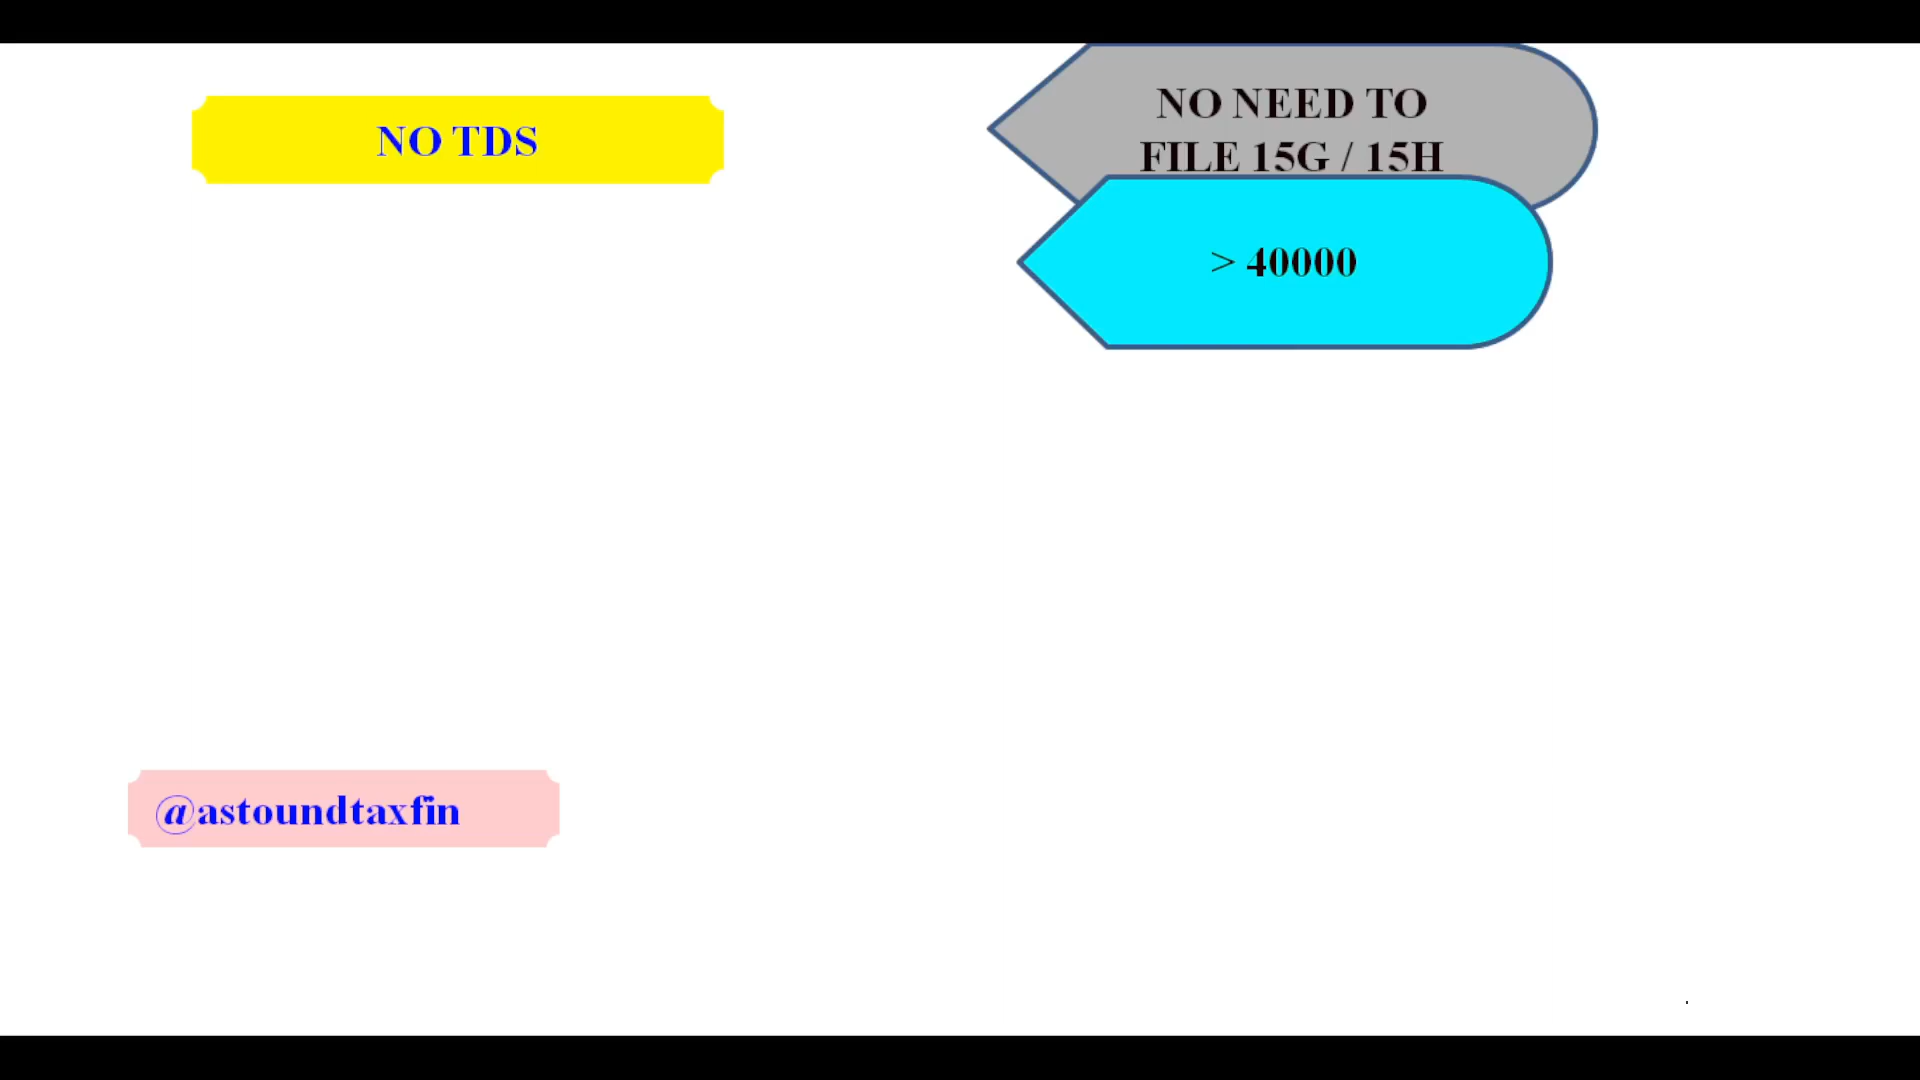 NO TDS
NO NEED TO
FILE 15G / 15H
> 40000
@astoundtaxfin